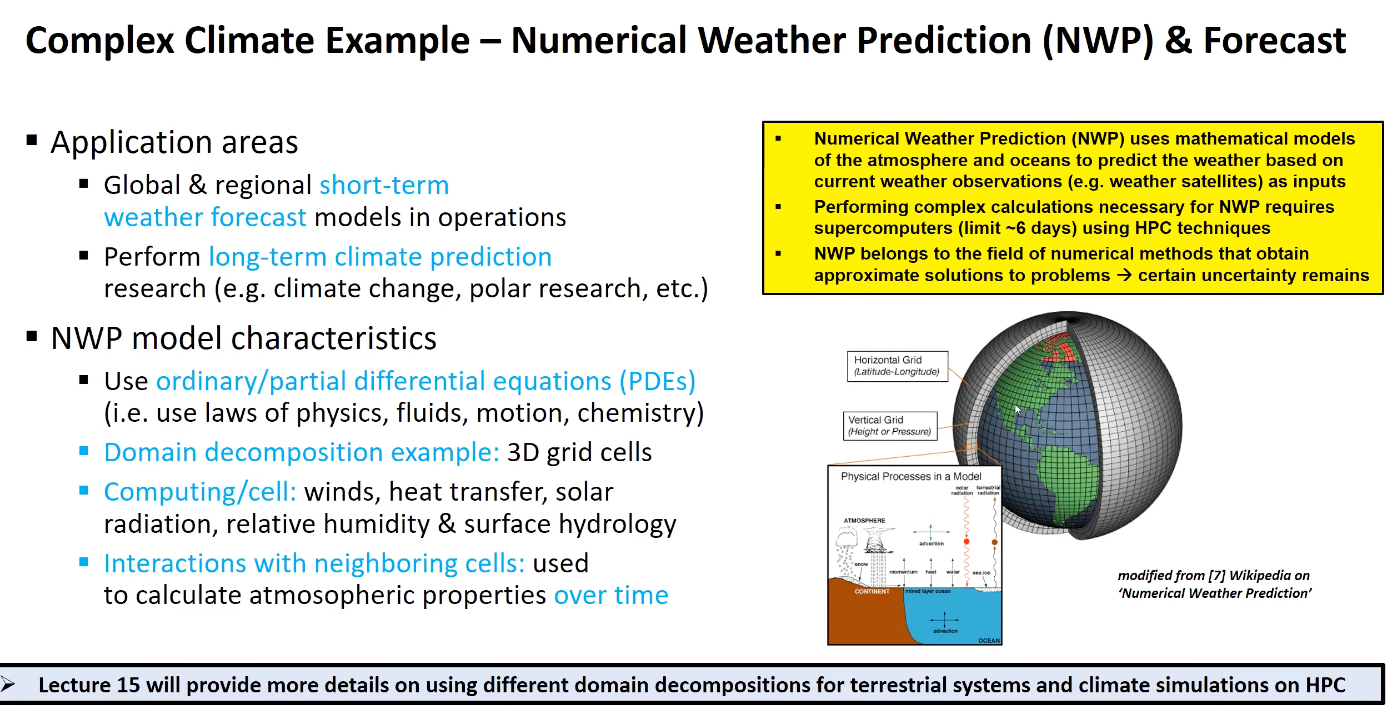 Complex Climate Example – Numerical Weather Prediction (NWP) & Forecast
▪ Application areas
▪ Global & regional short-term
weather forecast models in operations
▪ Perform long-term climate prediction
research (e.g. climate change, polar research, etc.)
▪ NWP model characteristics
▪ Use ordinary/partial differential equations (PDEs)
(i.e. use laws of physics, fluids, motion, chemistry)
▪ Domain decomposition example: 3D grid cells
▪ Computing/cell: winds, heat transfer, solar
radiation, relative humidity & surface hydrology
▪ Interactions with neighboring cells: used
to calculate atmosopheric properties over time
▪ Numerical Weather Prediction (NWP) uses mathematical models
of the atmosphere and oceans to predict the weather based on
current weather observations (e.g. weather satellites) as inputs
▪ Performing complex calculations necessary for NWP requires
supercomputers (limit ~6 days) using HPC techniques
▪ NWP belongs to the field of numerical methods that obtain
approximate solutions to problems → certain uncertainty remains
Horizontal Grid
(Latitude-Longitude)
Vertical Grid
(Height or Pressure)
Physical Processes in a Model
solar radiation
terrestrial radiation
ATMOSPHERE
advection
snow
momentum heat water sea ice
CONTINENT
mixed layer ocean
advection
OCEAN
modified from [7] Wikipedia on
‘Numerical Weather Prediction’
➢ Lecture 15 will provide more details on using different domain decompositions for terrestrial systems and climate simulations on HPC